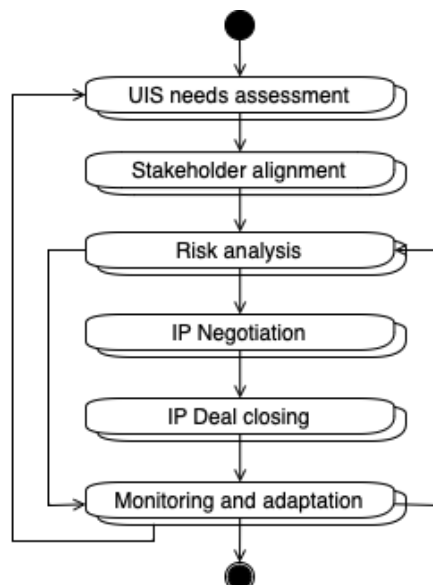 UIS needs assessment
Stakeholder alignment
Risk analysis
IP Negotiation
IP Deal closing
Monitoring and adaptation